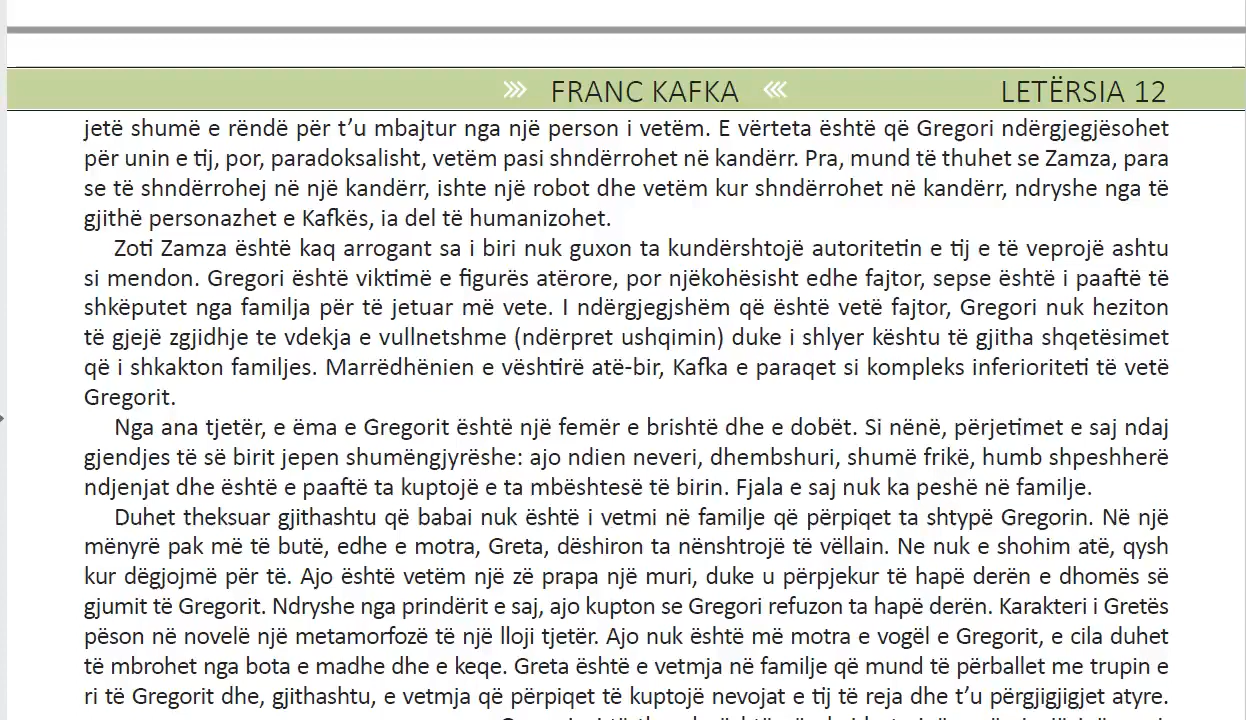 FRANC KAFKA
LETËRSIA 12
jetë shumë e rëndë për t’u mbajtur nga një person i vetëm. E vërteta është që Gregori ndërgjegjësohet
për unin e tij, por, paradoksalisht, vetëm pasi shndërrohet në kandërr. Pra, mund të thuhet se Zamza, para
se të shndërrohej në një kandërr, ishte një robot dhe vetëm kur shndërrohet në kandërr, ndryshe nga të
gjithë personazhet e Kafkës, ia del të humanizohet.
Zoti Zamza është kaq arrogant sa i biri nuk guxon ta kundërshtojë autoritetin e tij e të veprojë ashtu
si mendon. Gregori është viktimë e figurës atërore, por njëkohësisht edhe fajtor, sepse është i paaftë të
shkëputet nga familja për të jetuar më vete. I ndërgjegjshëm që është vetë fajtor, Gregori nuk heziton
të gjejë zgjidhje te vdekja e vullnetshme (ndërpret ushqimin) duke i shlyer kështu të gjitha shqetësimet
që i shkakton familjes. Marrëdhënien e vështirë atë-bir, Kafka e paraqet si kompleks inferioriteti të vetë
Gregorit.
Nga ana tjetër, e ëma e Gregorit është një femër e brishtë dhe e dobët. Si nënë, përjetimet e saj ndaj
gjendjes të së birit jepen shumëngjyrëshe: ajo ndien neveri, dhembshuri, shumë frikë, humb shpeshherë
ndjenjat dhe është e paaftë ta kuptojë e ta mbështesë të birin. Fjala e saj nuk ka peshë në familje.
Duhet theksuar gjithashtu që babai nuk është i vetmi në familje që përpiqet ta shtypë Gregorin. Në një
mënyrë pak më të butë, edhe e motra, Greta, dëshiron ta nënshtrojë të vëllain. Ne nuk e shohim atë, qysh
kur dëgjojmë për të. Ajo është vetëm një zë prapa një muri, duke u përpjekur të hapë derën e dhomës së
gjumit të Gregorit. Ndryshe nga prindërit e saj, ajo kupton se Gregori refuzon ta hapë derën. Karakteri i Gretës
pëson në novelë një metamorfozë të një lloji tjetër. Ajo nuk është më motra e vogël e Gregorit, e cila duhet
të mbrohet nga bota e madhe dhe e keqe. Greta është e vetmja në familje që mund të përballet me trupin e
ri të Gregorit dhe, gjithashtu, e vetmja që përpiqet të kuptojë nevojat e tij të reja dhe t’u përgjigjigjet atyre.